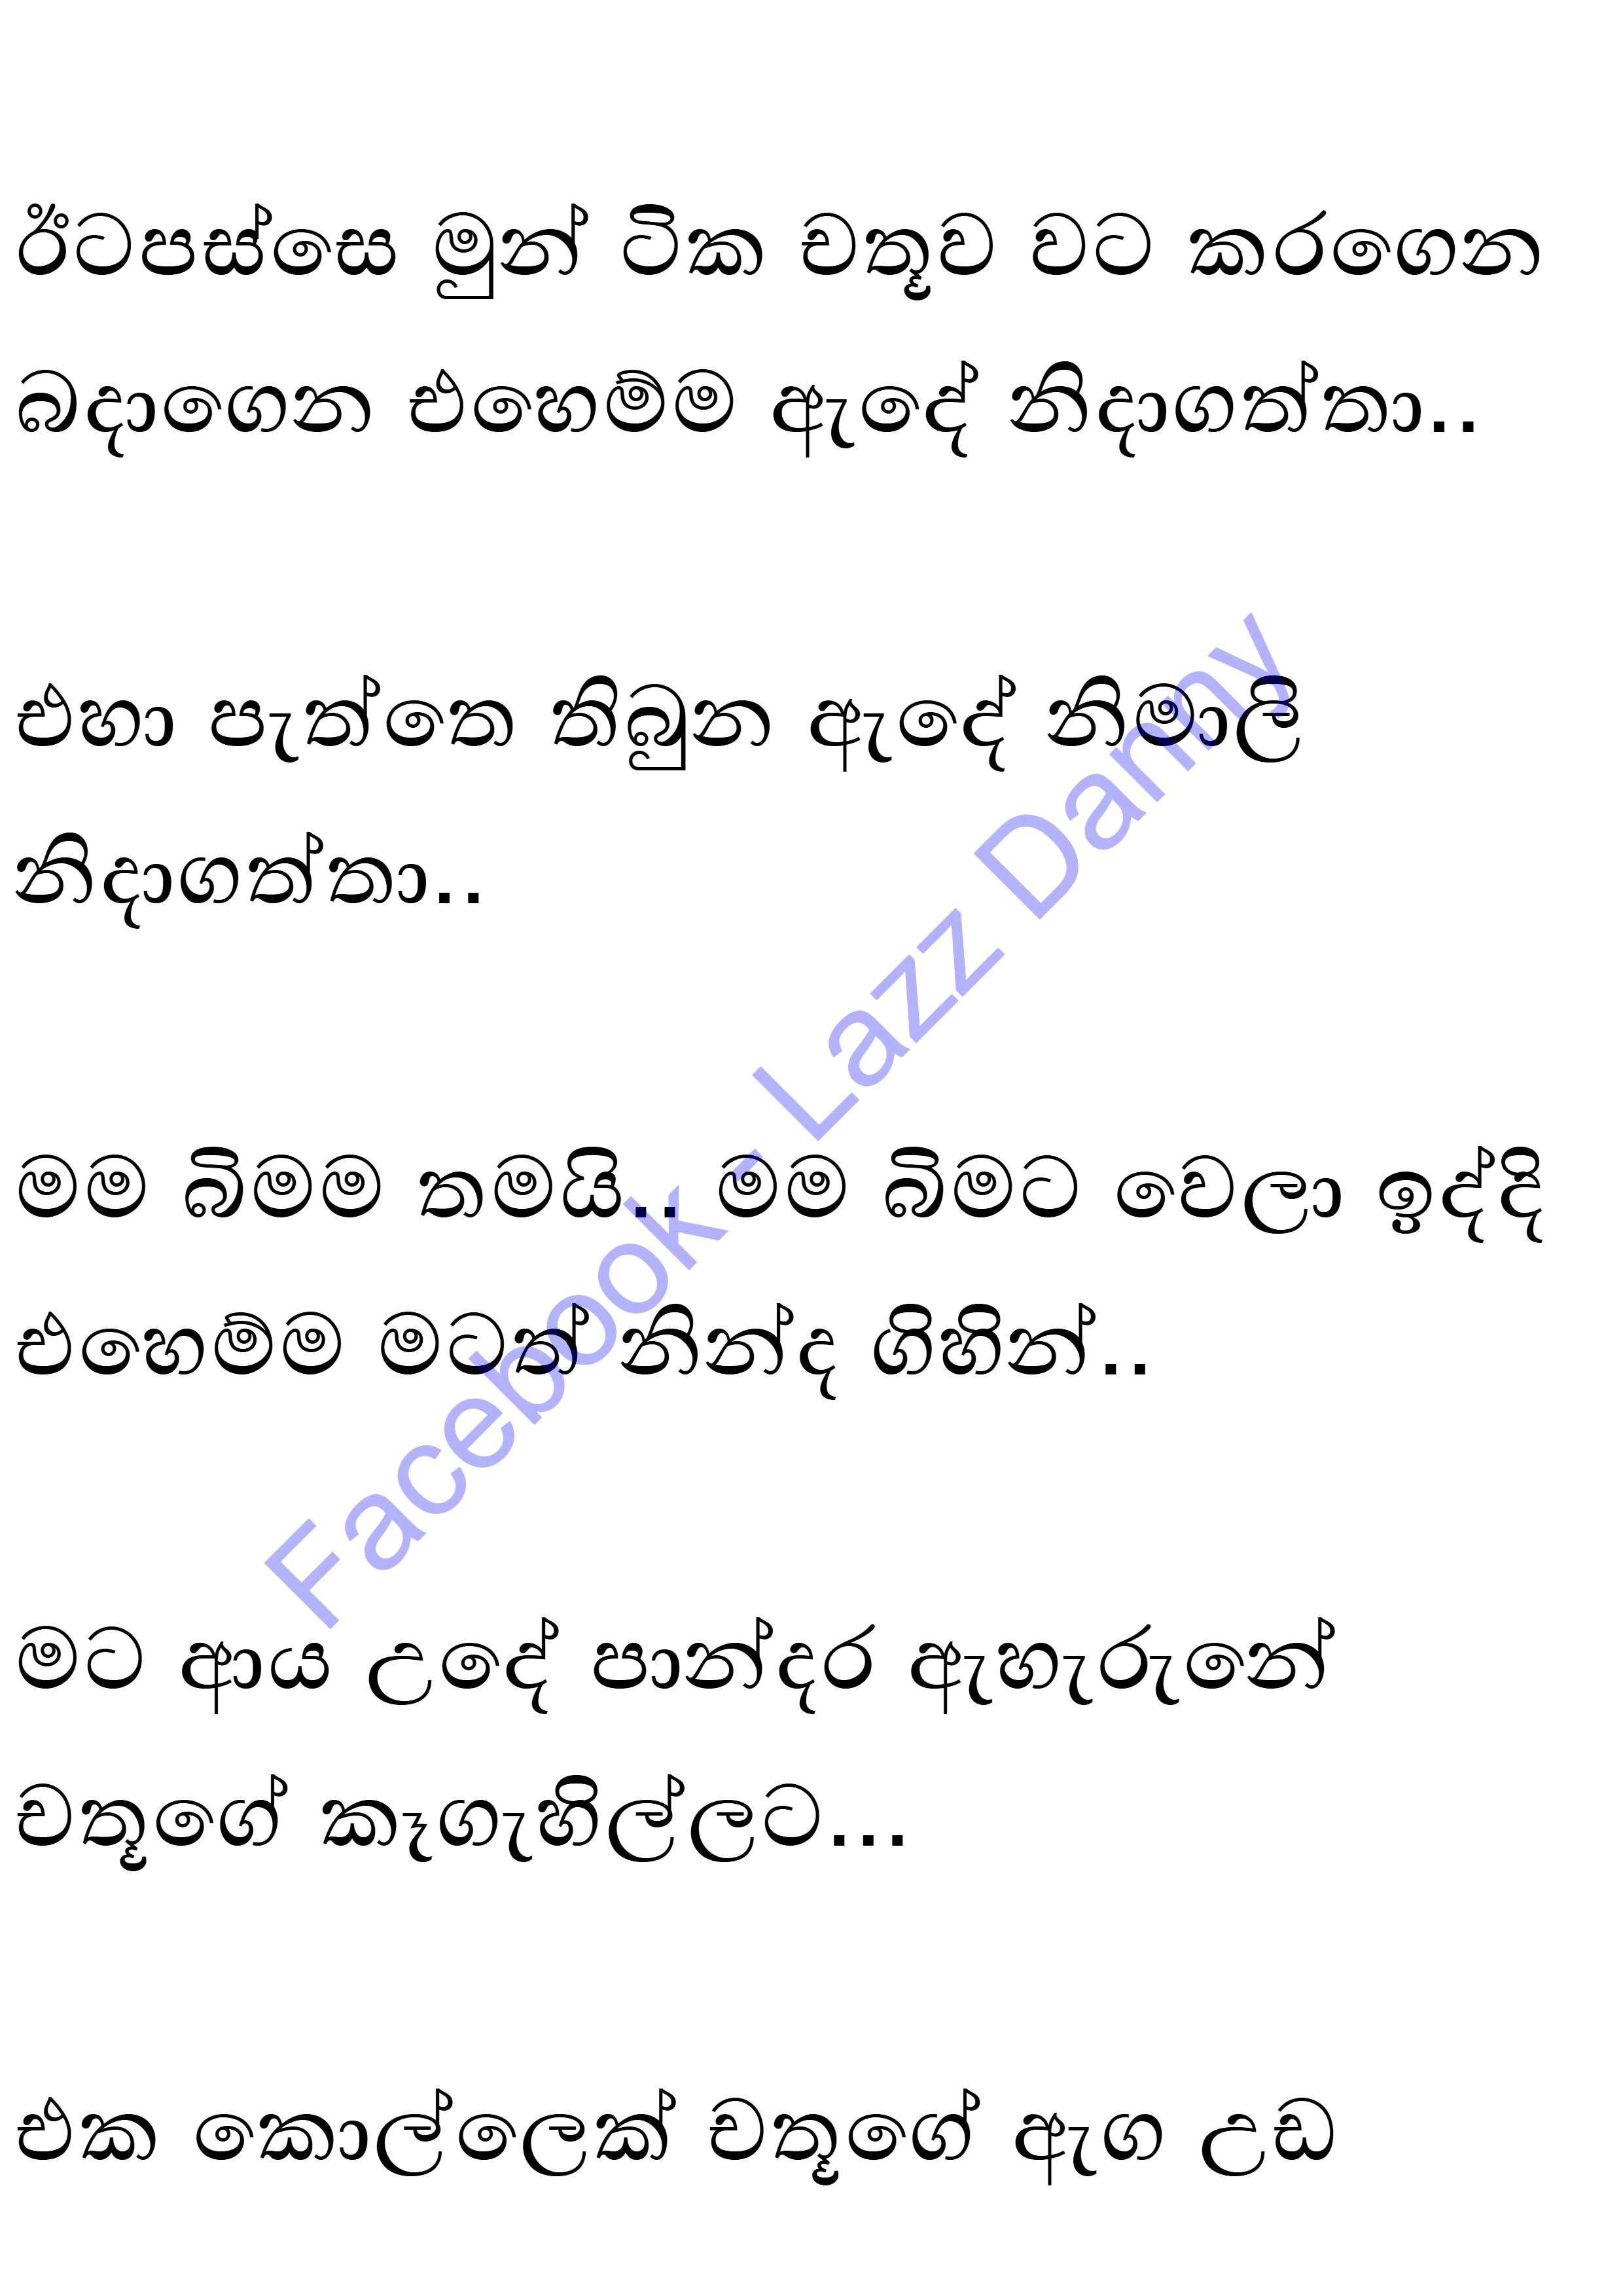 ඊටපස්සෙ මුන් ටික චතූව වට කරගෙන
බදාගෙන එහෙම්ම ඇඳේ නිදාගත්තා..
එහා පැත්තෙ තිබුන ඇඳේ නිමාලි
නිදාගත්තා..
මම බිමම තමයි.. මම බිමට වෙලා ඉද්දි
එහෙම්ම මටත් නින්ද ගිහින්..
මට ආය උදේ පාන්දර ඇහැරුනේ
චතූගේ කෑගැහිල්ලට...
එක කොල්ලෙක් චතූගේ ඇඟ උඩ
Facebook - Lazz Danny